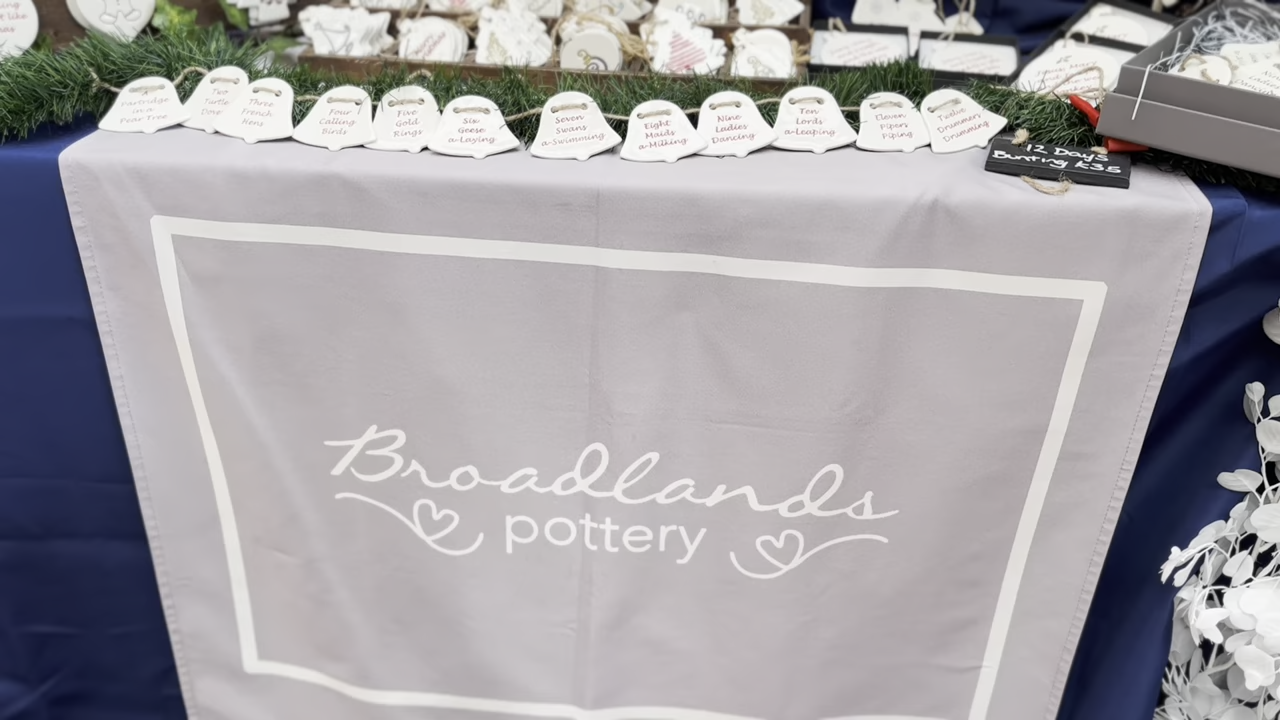 Partridge
in a
Pear Tree
Two
Turtle
Doves
Three
French
Hens
Four
Calling
Birds
Five
Gold
Rings
Six
Geese
a-Laying
Seven
Swans
a-Swimming
Eight
Maids
a-Milking
Nine
Ladies
Dancing
Ten
Lords
a-Leaping
Eleven
Pipers
Piping
Twelve
Drummers
Drumming
12 Days
Bunting £35
Broadlands
pottery